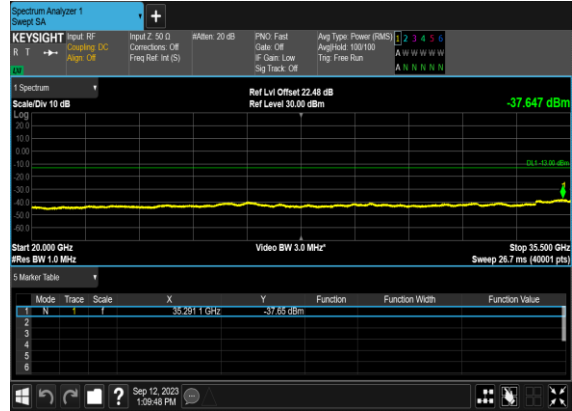 Spectrum Analyzer 1
Swept SA
+
KEYSIGHT Input: RF Input Z: 50 Ω #Atten: 20 dB PNO: Fast Avg Type: Power (RMS) 1 2 3 4 5 6
R T Coupling: DC Corrections: Off Gate: Off Avg|Hold: 100/100 A W W W W W
Align: Off Freq Ref: Int (S) IF Gain: Low Trig: Free Run
LW Sig Track: Off A N N N N N
1 Spectrum Ref Lvl Offset 22.48 dB
Scale/Div 10 dB Ref Level 30.00 dBm -37.647 dBm
Log
20.0
10.0
0.00
-10.0 DL1 -13.00 dBm
-20.0
-30.0
-40.0
-50.0
-60.0
Start 20.000 GHz Video BW 3.0 MHz* Stop 35.500 GHz
#Res BW 1.0 MHz Sweep 26.7 ms (40001 pts)
5 Marker Table
Mode Trace Scale X Y Function Function Width Function Value
1 N 1 f 35.291 1 GHz -37.65 dBm
2
3
4
5
6
? Sep 12, 2023
1:09:48 PM